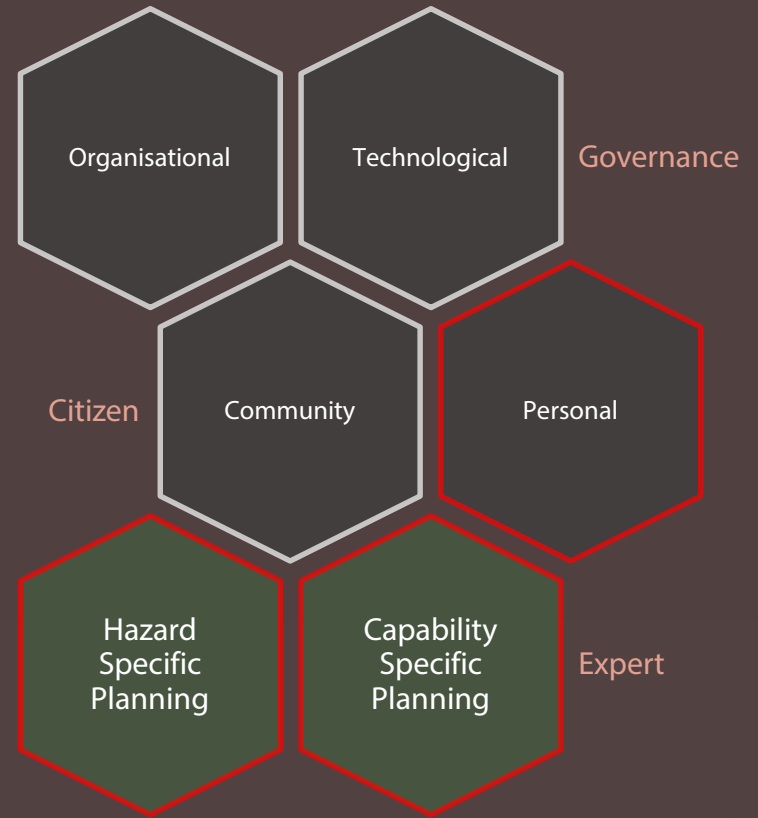 Organisational
Technological
Governance
Citizen
Community
Personal
Hazard
Specific
Planning
Capability
Specific
Planning
Expert